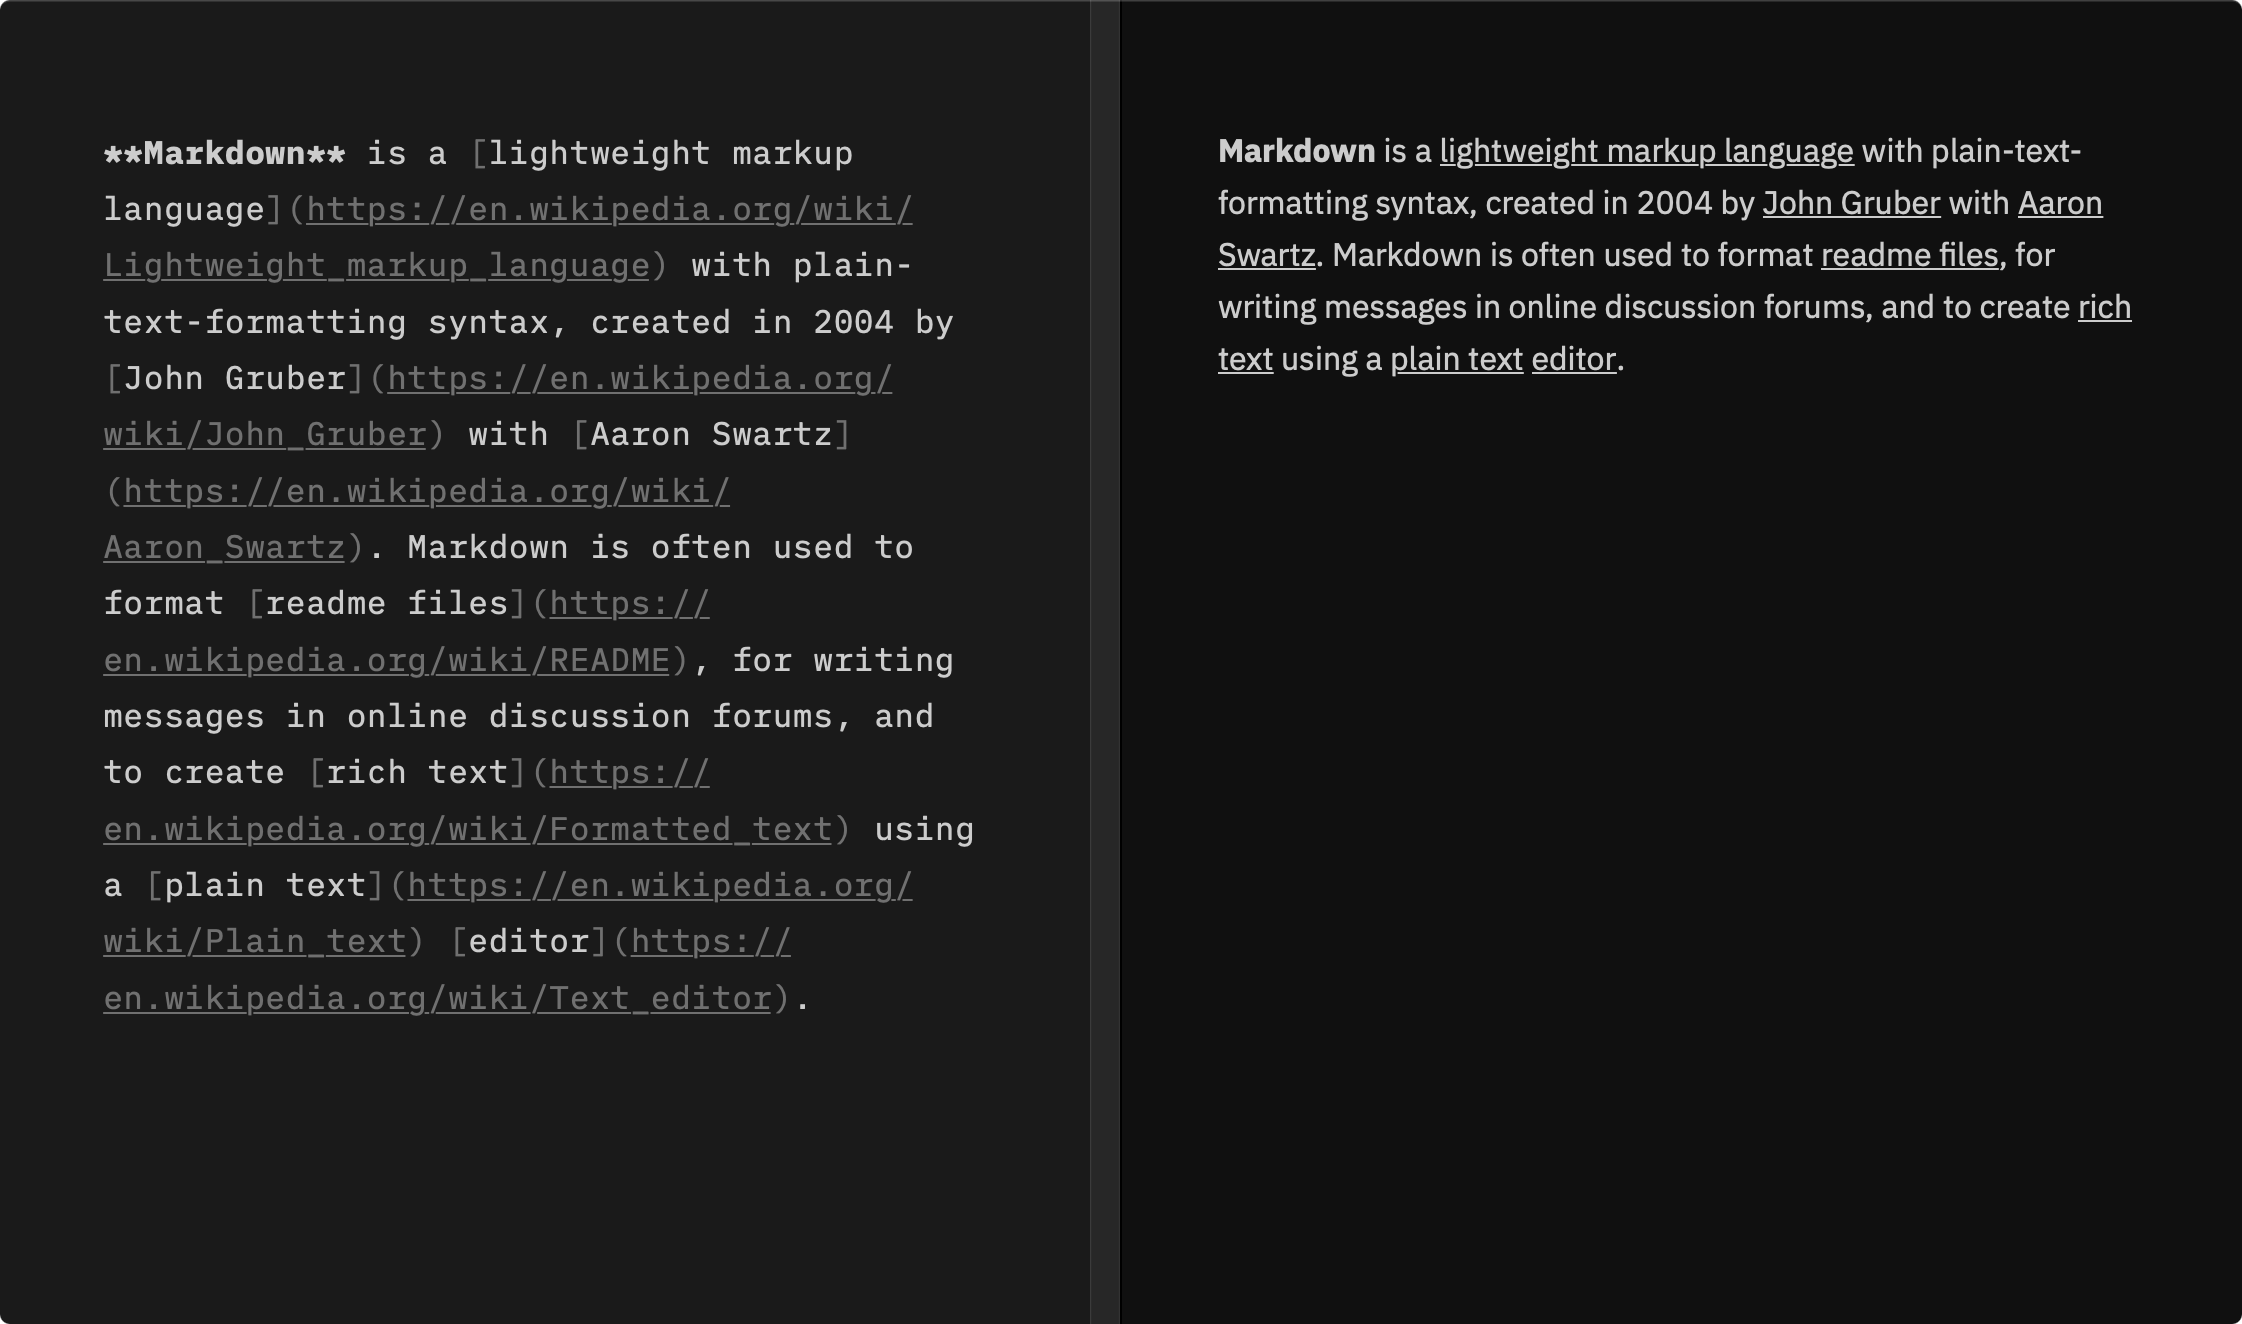 **Markdown** is a [lightweight markup
language](https://en.wikipedia.org/wiki/
Lightweight_markup_language) with plain-
text-formatting syntax, created in 2004 by
[John Gruber](https://en.wikipedia.org/
wiki/John_Gruber) with [Aaron Swartz]
(https://en.wikipedia.org/wiki/
Aaron_Swartz). Markdown is often used to
format [readme files](https://
en.wikipedia.org/wiki/README), for writing
messages in online discussion forums, and
to create [rich text](https://
en.wikipedia.org/wiki/Formatted_text) using
a [plain text](https://en.wikipedia.org/
wiki/Plain_text) [editor](https://
en.wikipedia.org/wiki/Text_editor).
Markdown is a lightweight markup language with plain-text-
formatting syntax, created in 2004 by John Gruber with Aaron
Swartz. Markdown is often used to format readme files, for
writing messages in online discussion forums, and to create rich
text using a plain text editor.